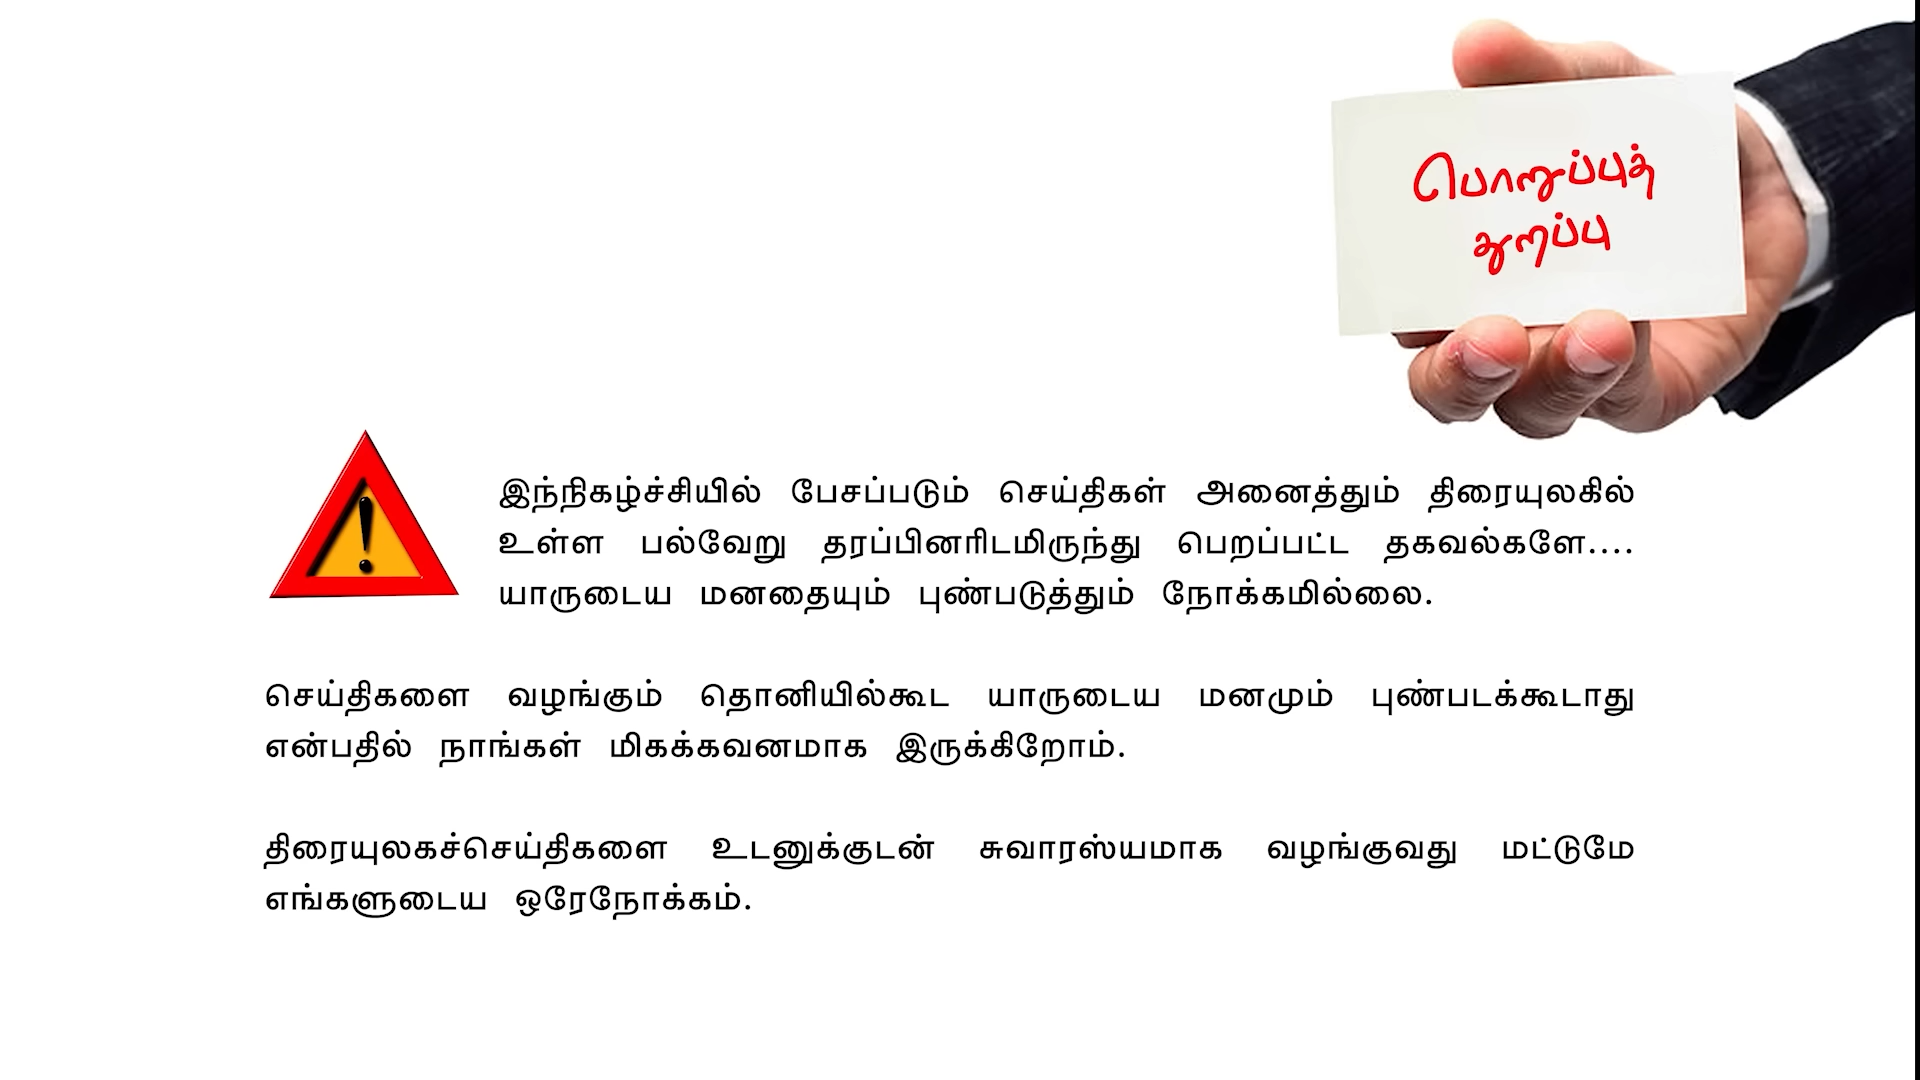 பொறுப்புத்
துறப்பு
இந்நிகழ்ச்சியில் பேசப்படும் செய்திகள் அனைத்தும் திரையுலகில்
உள்ள பல்வேறு தரப்பினரிடமிருந்து பெறப்பட்ட தகவல்களே....
யாருடைய மனதையும் புண்படுத்தும் நோக்கமில்லை.
செய்திகளை வழங்கும் தொனியில்கூட யாருடைய மனமும் புண்படக்கூடாது
என்பதில் நாங்கள் மிகக்கவனமாக இருக்கிறோம்.
திரையுலகச்செய்திகளை உடனுக்குடன் சுவாரஸ்யமாக வழங்குவது மட்டுமே
எங்களுடைய ஒரேநோக்கம்.